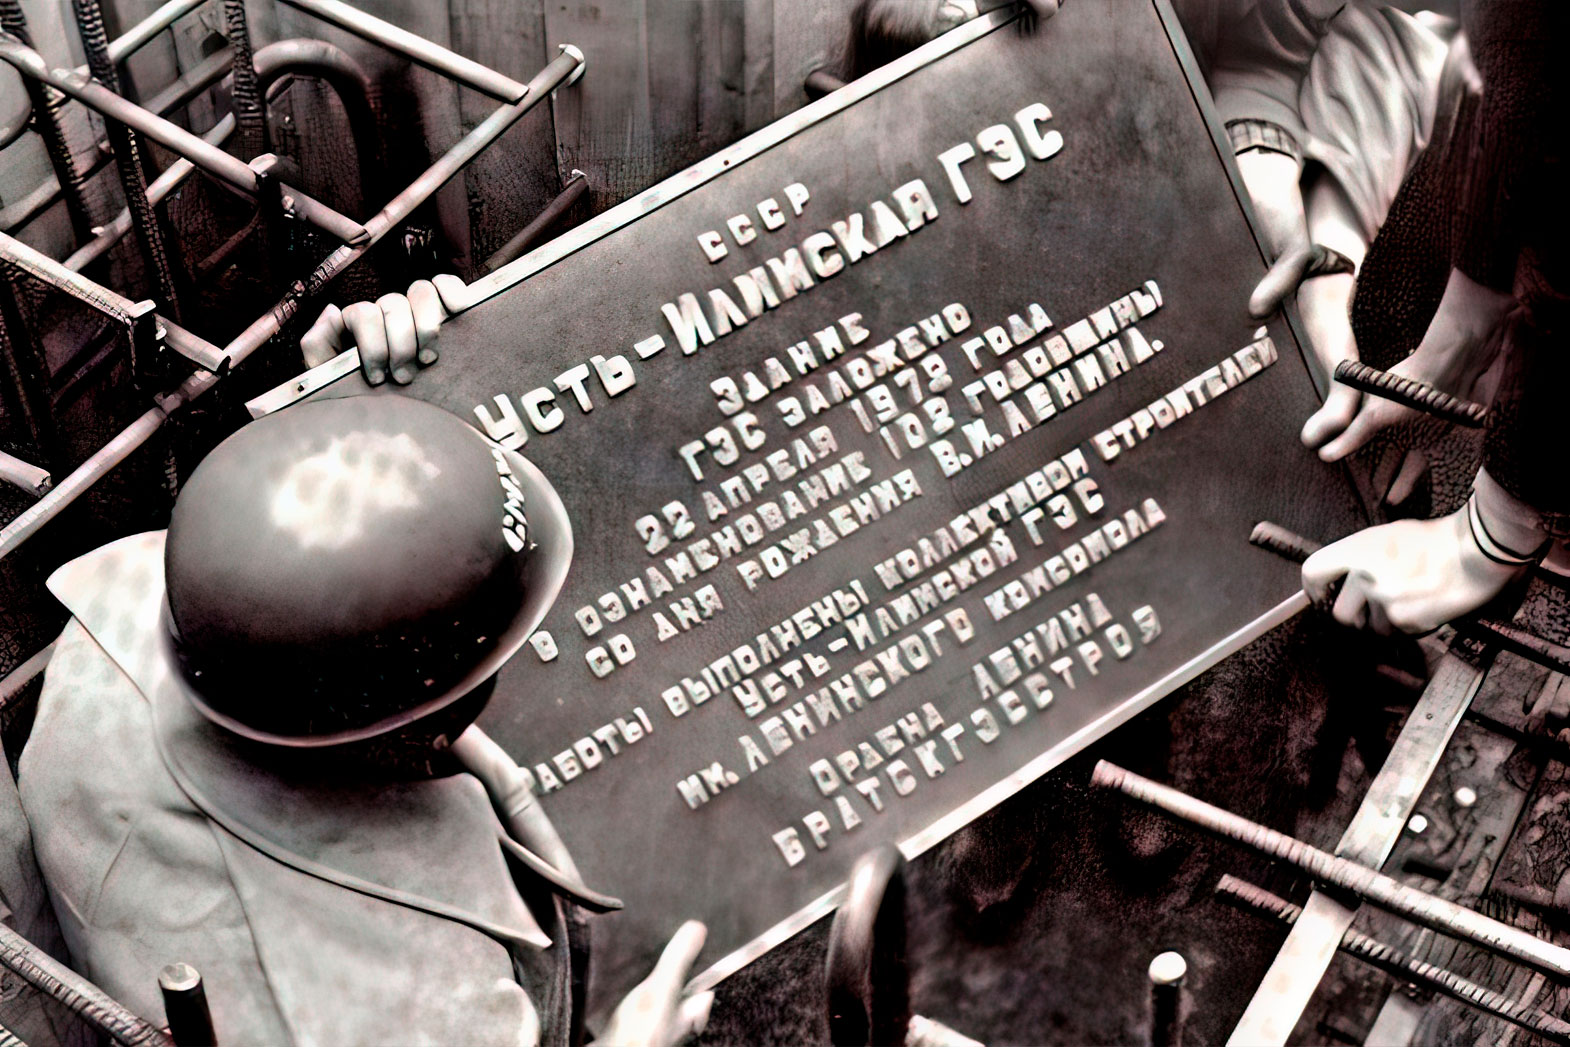 СССР
УСТЬ-ИЛИМСКАЯ ГЭС
ЗДАНИЕ
ГЭС ЗАЛОЖЕНО
22 АПРЕЛЯ 1972 ГОДА
В ОЗНАМЕНОВАНИЕ 102 ГОДОВЩИНЫ
СО ДНЯ РОЖДЕНИЯ В.И.ЛЕНИНА.
РАБОТЫ ВЫПОЛНЕНЫ КОЛЛЕКТИВОМ СТРОИТЕЛЕЙ
УСТЬ-ИЛИМСКОЙ ГЭС
ИМ. ЛЕНИНСКОГО КОМСОМОЛА
ОРДЕНА ЛЕНИНА
БРАТСКГЭССТРОЯ